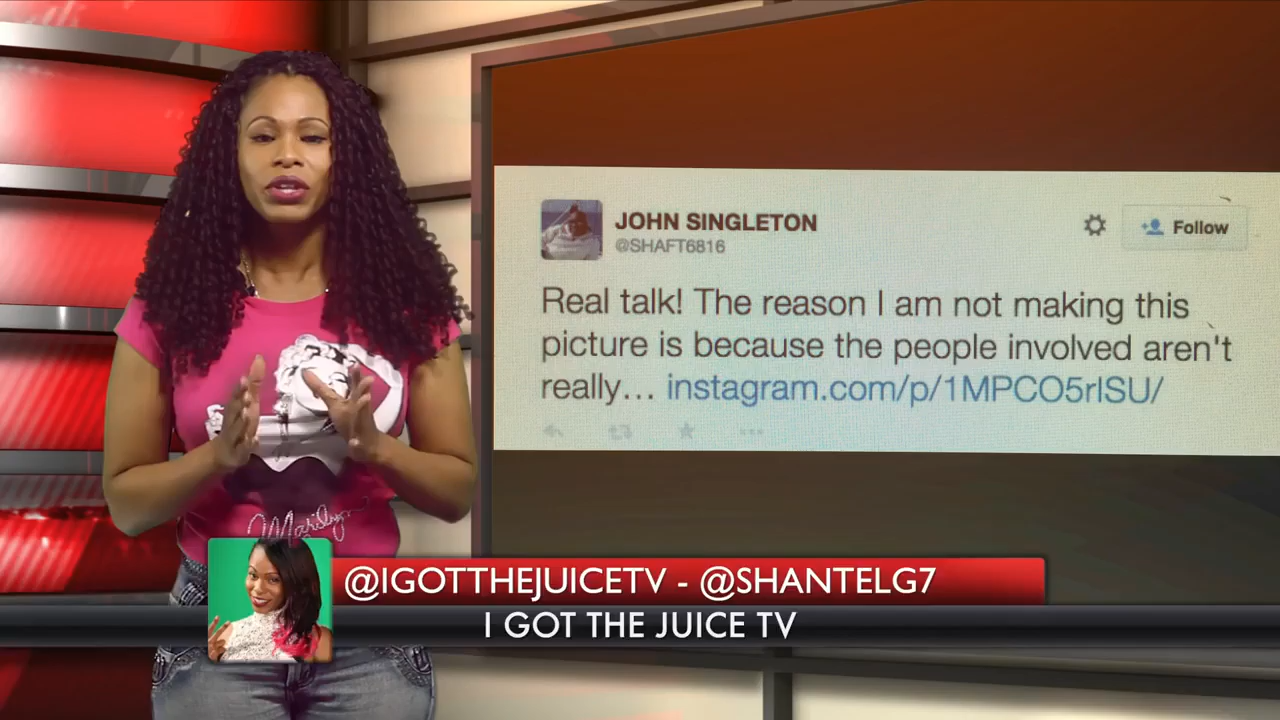 JOHN SINGLETON
@SHAFT6816
Follow
Real talk! The reason I am not making this
picture is because the people involved aren't
really... instagram.com/p/1MPCO5rlSU/
Marilyn
@IGOTTHEJUICETV - @SHANTELG7
I GOT THE JUICE TV